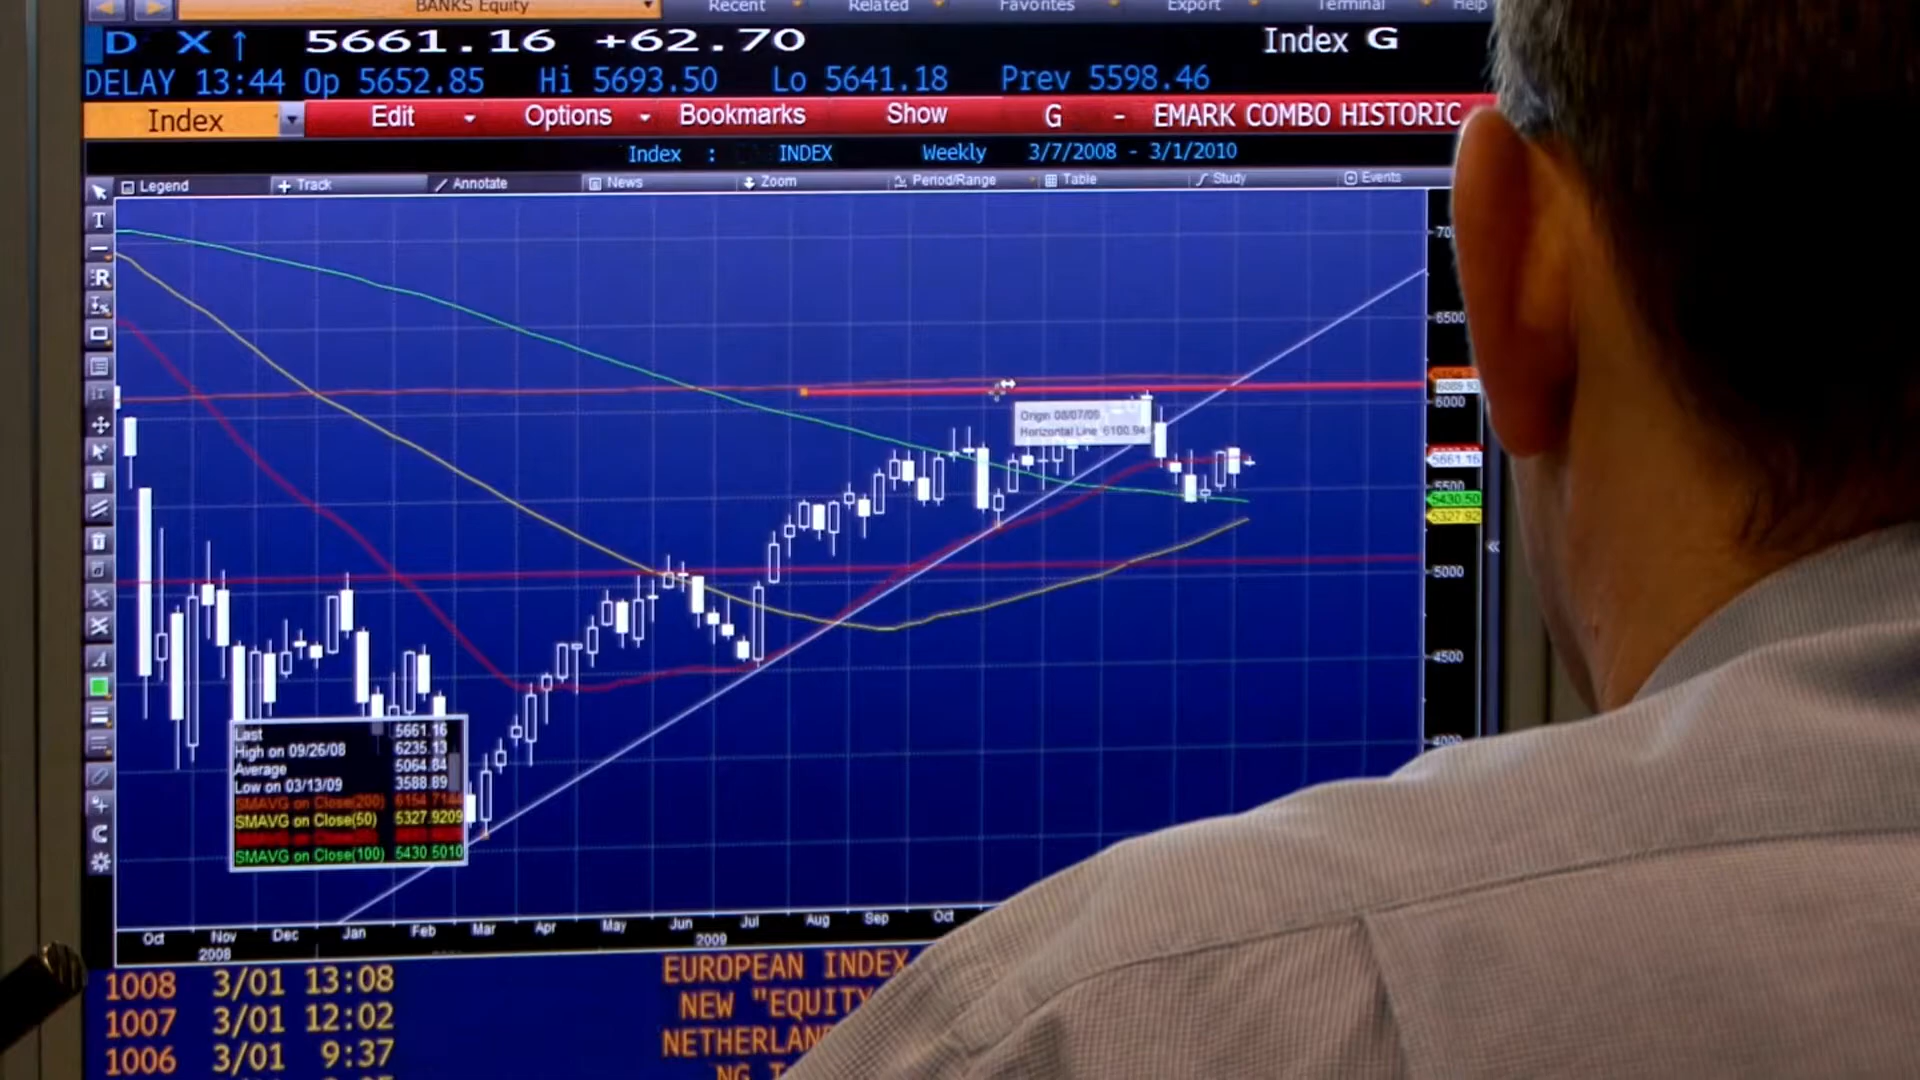 BANKS Equity Recent Related Favorites Export Terminal Help
D X ↑ 5661.16 +62.70 Index G
DELAY 13:44 Op 5652.85 Hi 5693.50 Lo 5641.18 Prev 5598.46
Index Edit Options Bookmarks Show G - EMARK COMBO HISTORIC
Index : INDEX Weekly 3/7/2008 - 3/1/2010
Legend Track Annotate News Zoom Period/Range Table Study Events
6500
6000
Origin 08/07/09
Horizontal Line 6100.94
5661.16
5500
5430.50
5327.92
5000
4500
4000
Last 5661.16
High on 09/26/08 6235.13
Average 5064.84
Low on 03/13/09 3588.89
SMAVG on Close(200) 6154.7144
SMAVG on Close(50) 5327.9209
SMAVG on Close(100) 5430.5010
Oct Nov Dec Jan Feb Mar Apr May Jun Jul Aug Sep Oct
2008 2009
1008 3/01 13:08 EUROPEAN INDEX
1007 3/01 12:02 NEW "EQUITY
1006 3/01 9:37 NETHERLAN